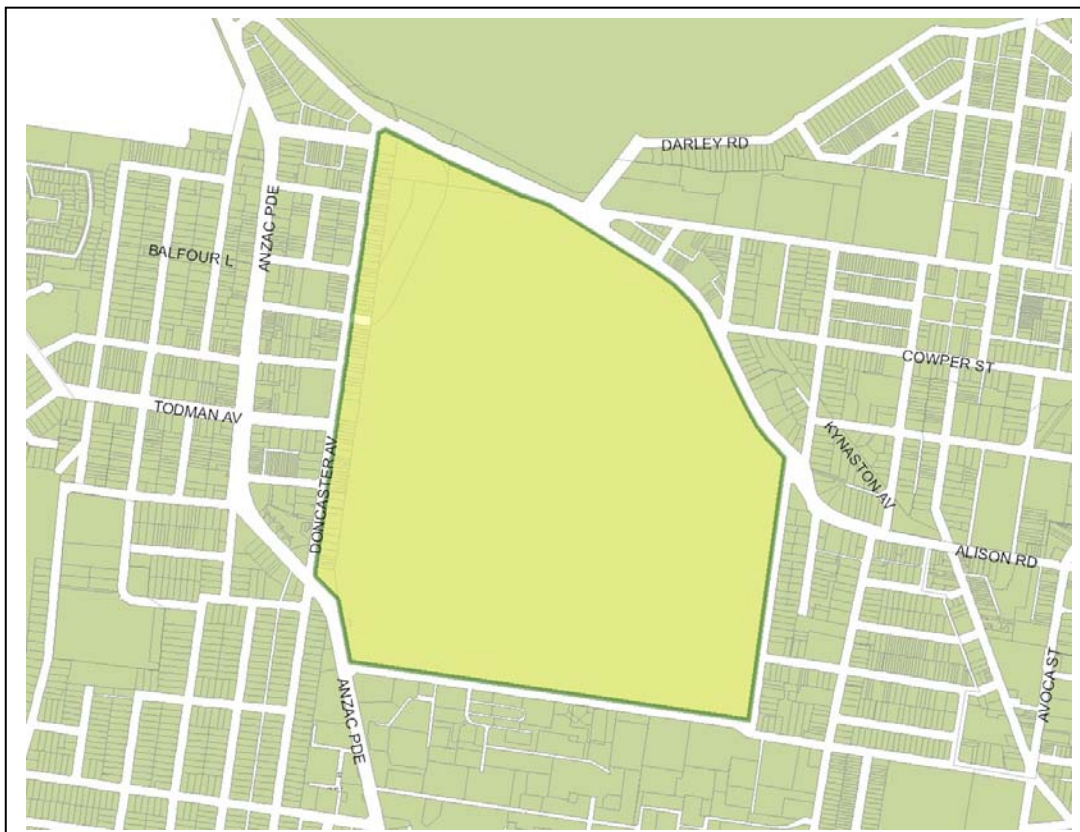 DARLEY RD
ANZAC PDE
BALFOUR L
COWPER ST
TODMAN AV
DONCASTER AV
KYNASTON AV
ALISON RD
AVOCA ST
ANZAC PDE